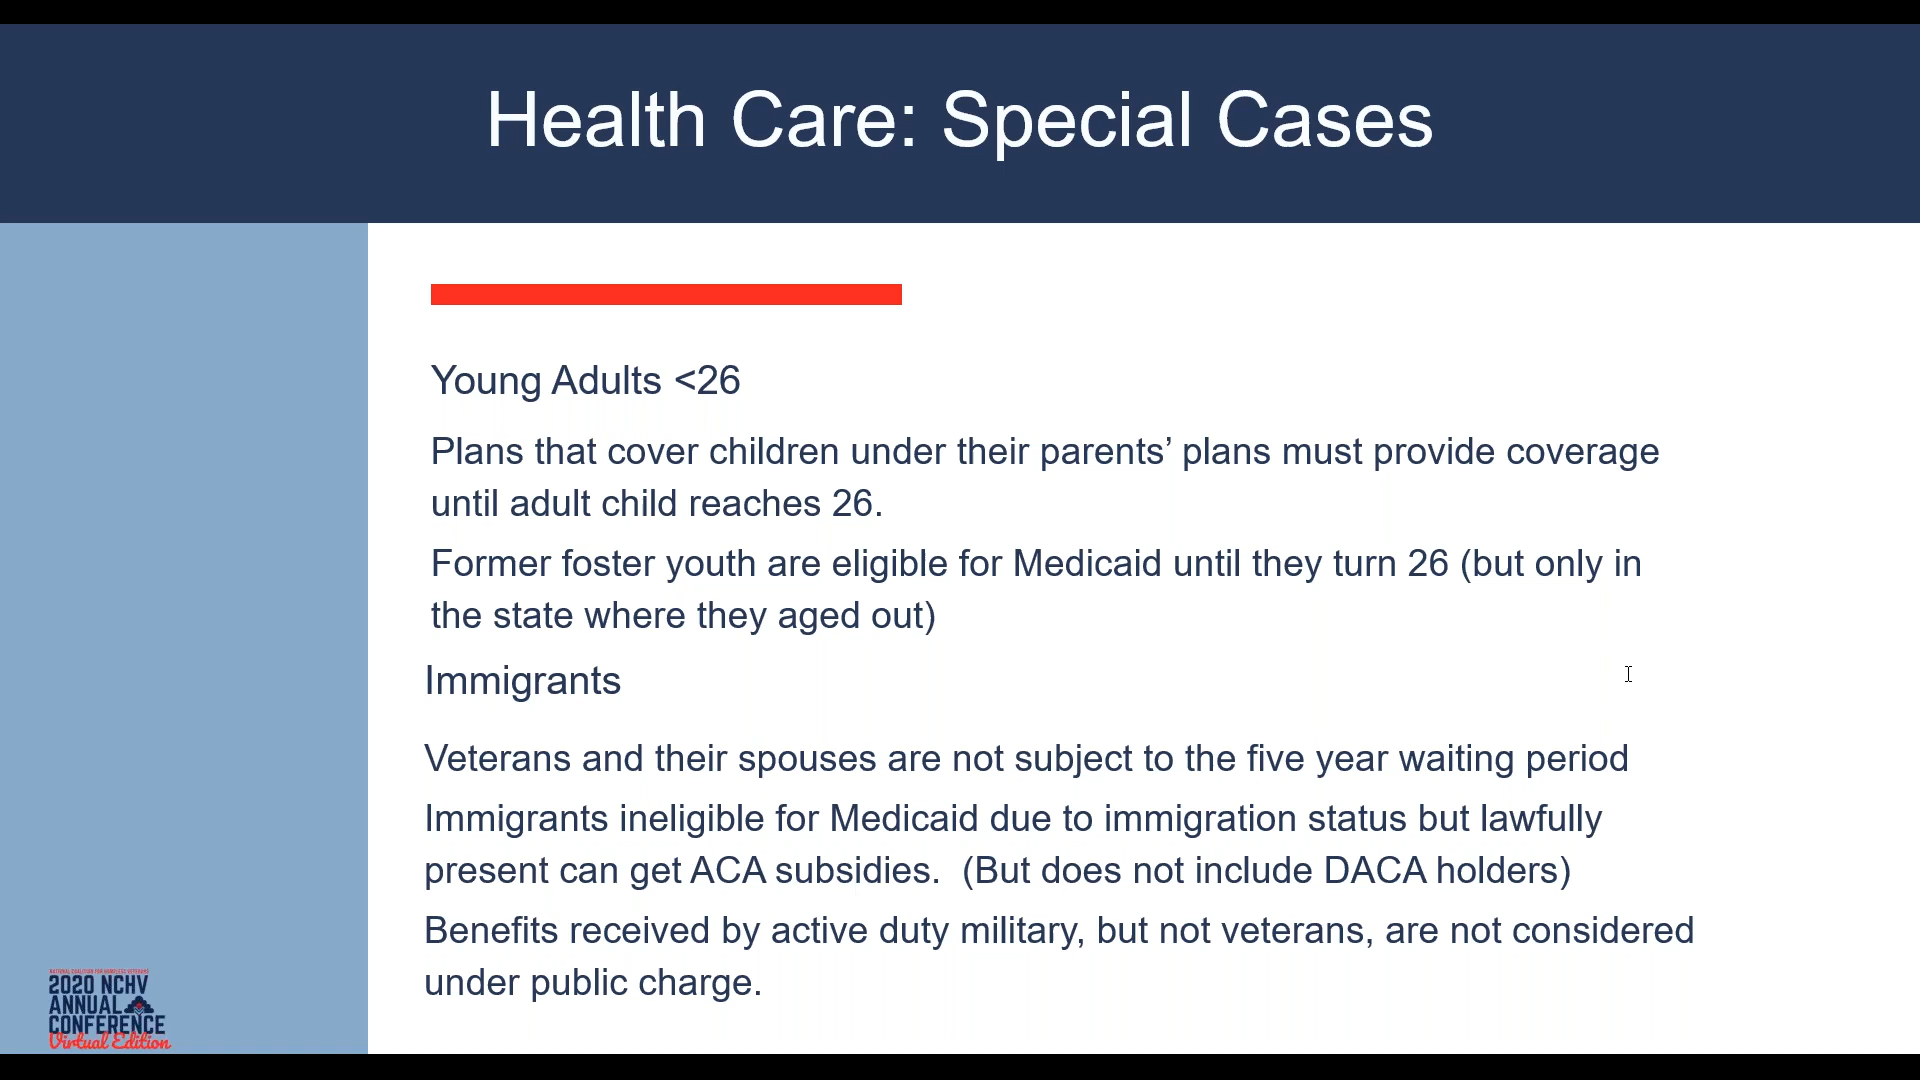 Health Care: Special Cases
Young Adults <26
Plans that cover children under their parents’ plans must provide coverage
until adult child reaches 26.
Former foster youth are eligible for Medicaid until they turn 26 (but only in
the state where they aged out)
Immigrants
Veterans and their spouses are not subject to the five year waiting period
Immigrants ineligible for Medicaid due to immigration status but lawfully
present can get ACA subsidies.  (But does not include DACA holders)
Benefits received by active duty military, but not veterans, are not considered
under public charge.
NATIONAL COALITION FOR HOMELESS VETERANS
2020 NCHV
ANNUAL
CONFERENCE
Virtual Edition